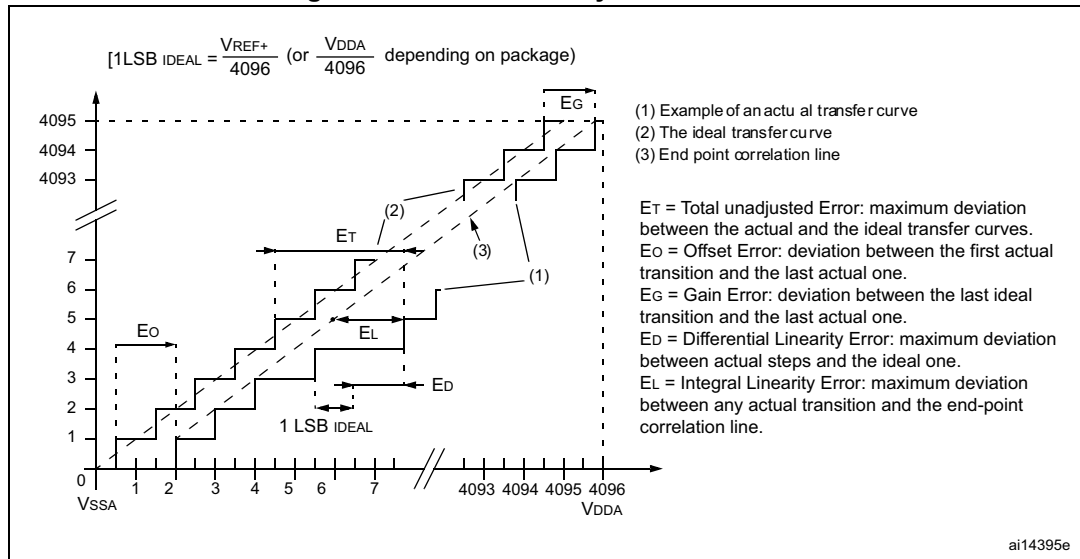 [1LSB IDEAL = VREF+ / 4096 (or VDDA / 4096 depending on package)
EG
4095
4094
4093
7
6
5
4
3
2
1
0
VSSA
(1) Example of an actu al transfer curve
(2) The ideal transfer curve
(3) End point correlation line
ET = Total unadjusted Error: maximum deviation
between the actual and the ideal transfer curves.
EO = Offset Error: deviation between the first actual
transition and the last actual one.
EG = Gain Error: deviation between the last ideal
transition and the last actual one.
ED = Differential Linearity Error: maximum deviation
between actual steps and the ideal one.
EL = Integral Linearity Error: maximum deviation
between any actual transition and the end-point
correlation line.
(2)
ET
(3)
(1)
EO
EL
ED
1 LSB IDEAL
1 2 3 4 5 6 7 4093 4094 4095 4096
VDDA
ai14395e